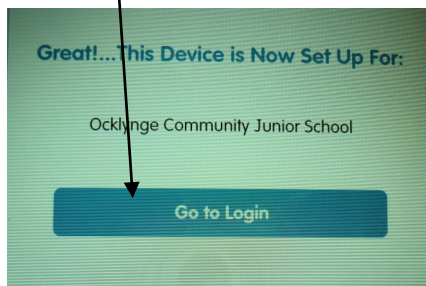 Great!...This Device is Now Set Up For:
Ocklynge Community Junior School
Go to Login